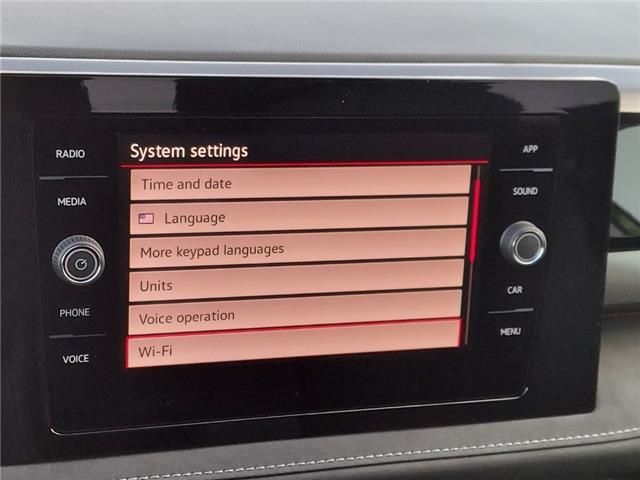 System settings
Time and date
Language
More keypad languages
Units
Voice operation
Wi-Fi
RADIO
MEDIA
PHONE
VOICE
APP
SOUND
CAR
MENU